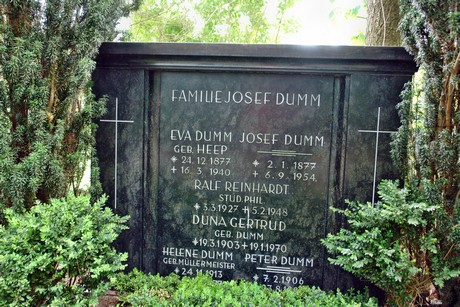 FAMILIE JOSEF DUMM
EVA DUMM JOSEF DUMM
GEB. HEEP
* 24.12.1877 * 2. 1. 1877
+ 16. 3. 1940 + 6. 9. 1954
RALF REINHARDT
STUD. PHIL.
* 3.3.1927 + 5.2.1948
DUNA GERTRUD
GEB. DUMM
* 19.3.1903 + 19.1.1970
HELENE DUMM PETER DUMM
GEB. MÜLLERMEISTER
* 24.11.1913 * 7. 2. 1906